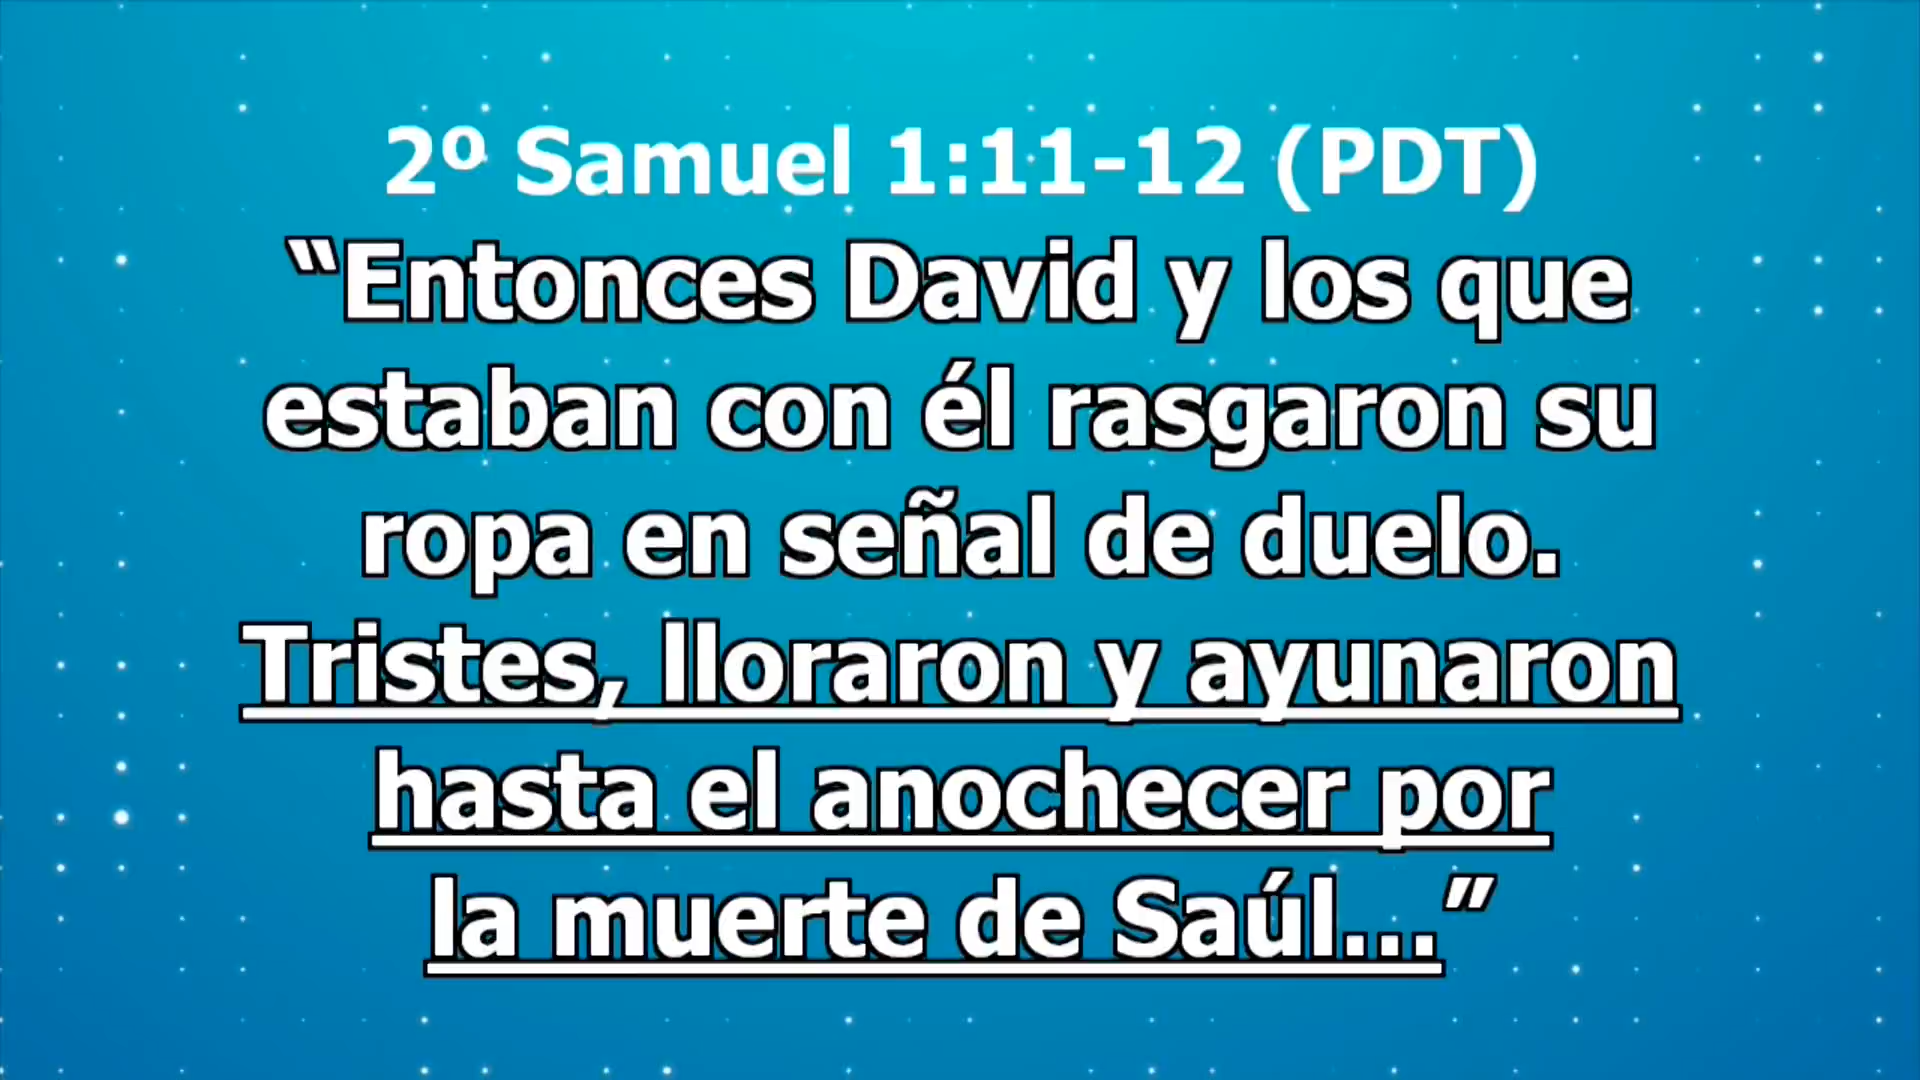 2º Samuel 1:11-12 (PDT)
“Entonces David y los que
estaban con él rasgaron su
ropa en señal de duelo.
Tristes, lloraron y ayunaron
hasta el anochecer por
la muerte de Saúl...”